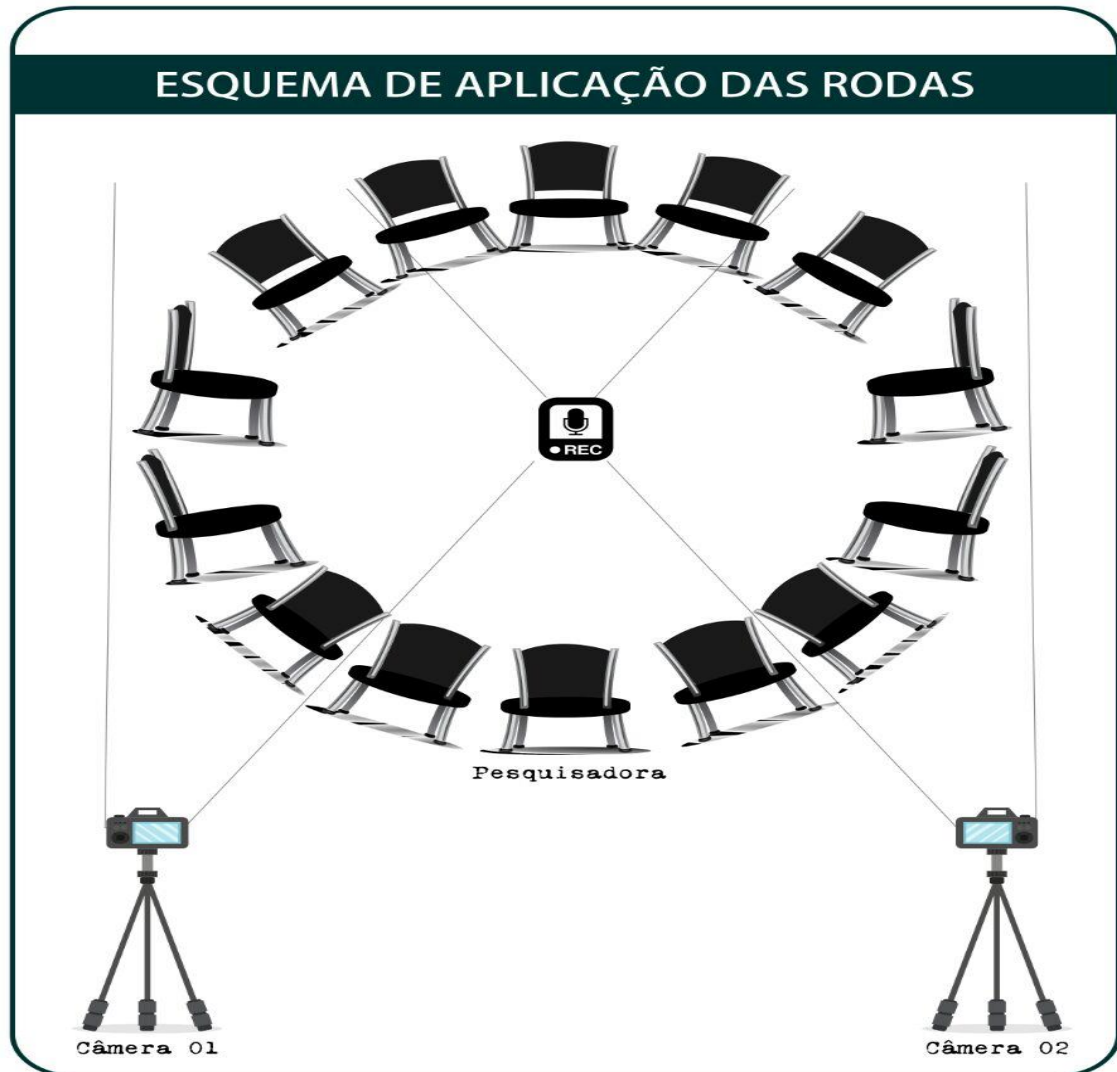 ESQUEMA DE APLICAÇÃO DAS RODAS
● REC
Pesquisadora
Câmera 01
Câmera 02